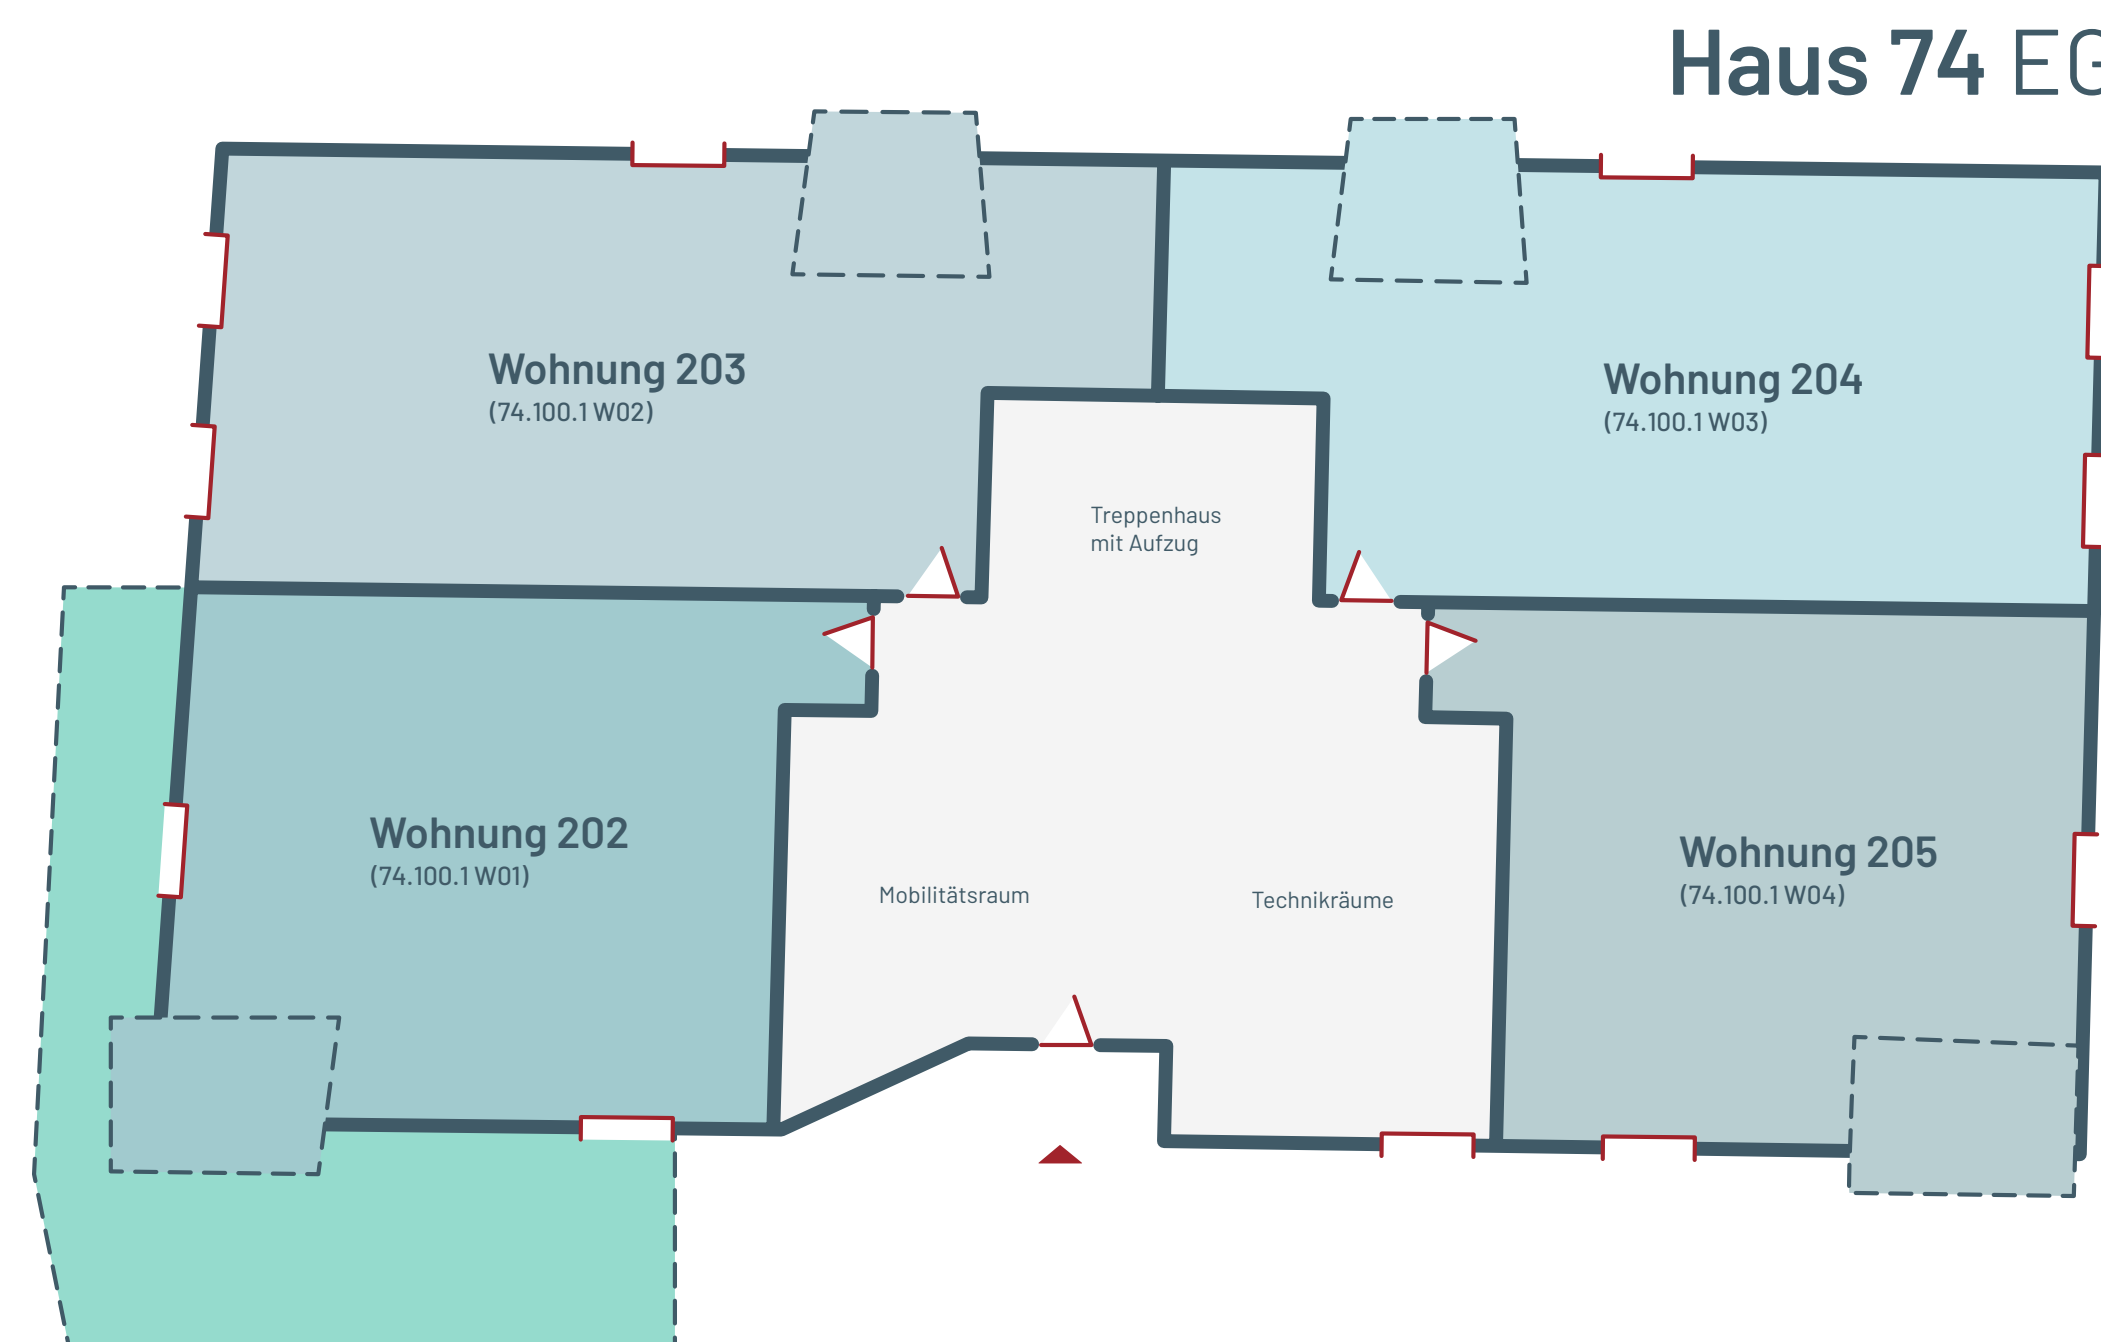 Haus 74 EG
Wohnung 203
(74.100.1 W02)
Wohnung 204
(74.100.1 W03)
Treppenhaus
mit Aufzug
Wohnung 202
(74.100.1 W01)
Wohnung 205
(74.100.1 W04)
Mobilitätsraum
Technikräume